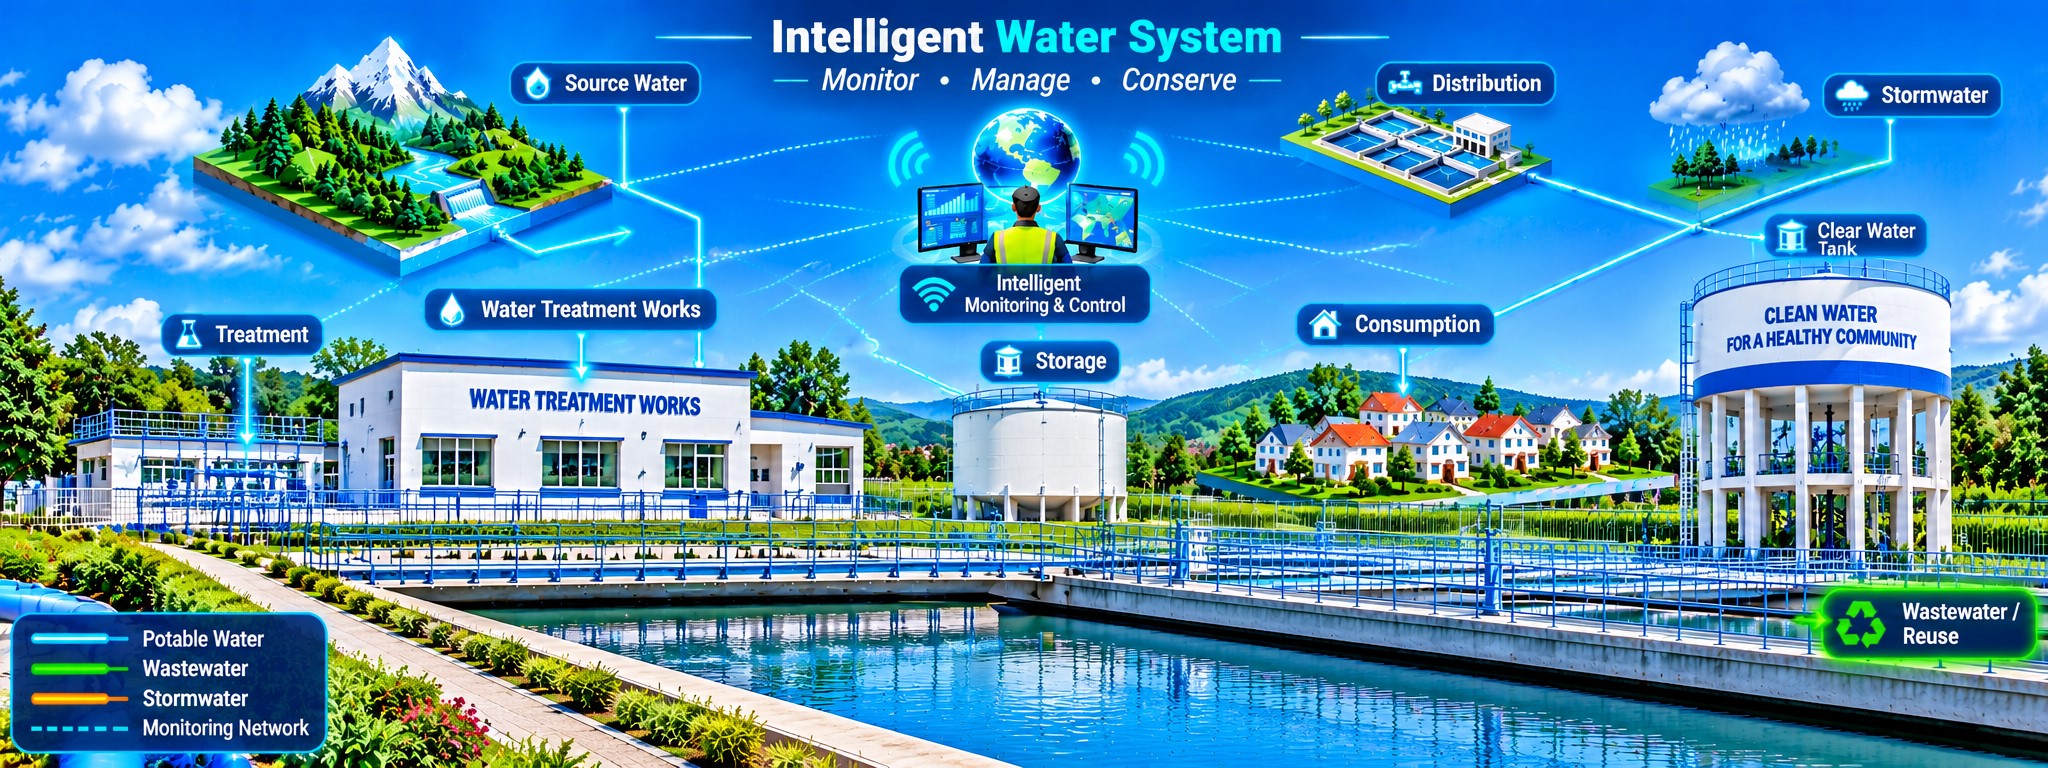 Intelligent Water System
Monitor • Manage • Conserve
Source Water
Distribution
Stormwater
Clear Water
Tank
Intelligent
Monitoring & Control
Water Treatment Works
Treatment
Storage
Consumption
WATER TREATMENT WORKS
CLEAN WATER
FOR A HEALTHY COMMUNITY
Wastewater /
Reuse
Potable Water
Wastewater
Stormwater
Monitoring Network